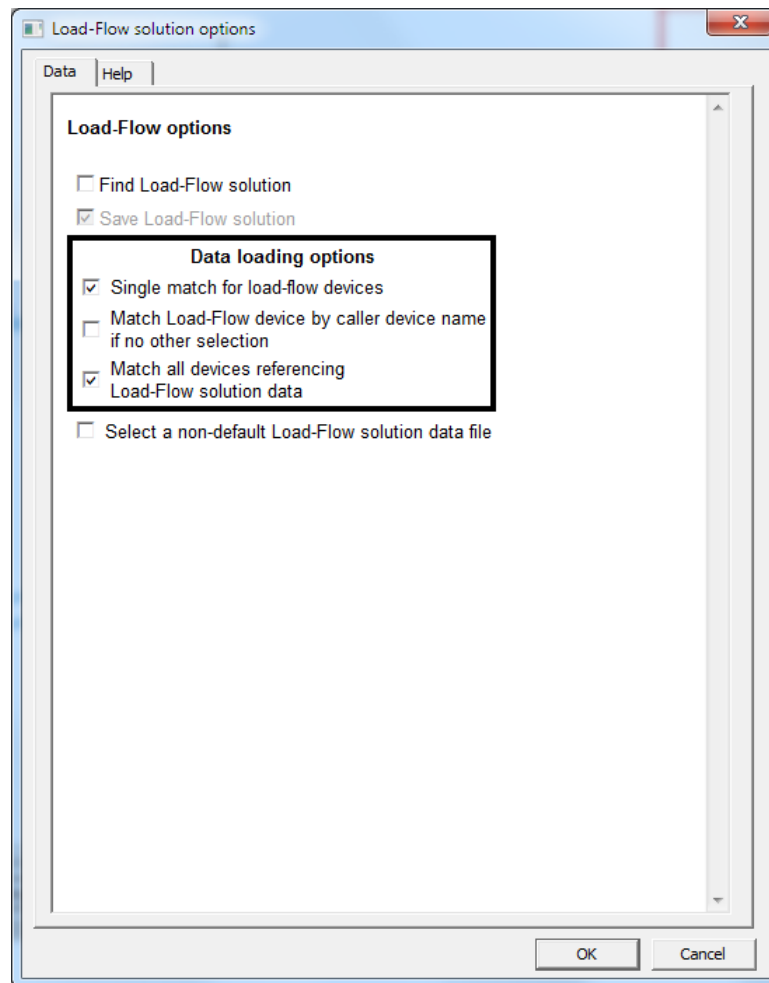 Load-Flow solution options
x
Data
Help
Load-Flow options
Find Load-Flow solution
Save Load-Flow solution
Data loading options
Single match for load-flow devices
Match Load-Flow device by caller device name
if no other selection
Match all devices referencing
Load-Flow solution data
Select a non-default Load-Flow solution data file
OK
Cancel